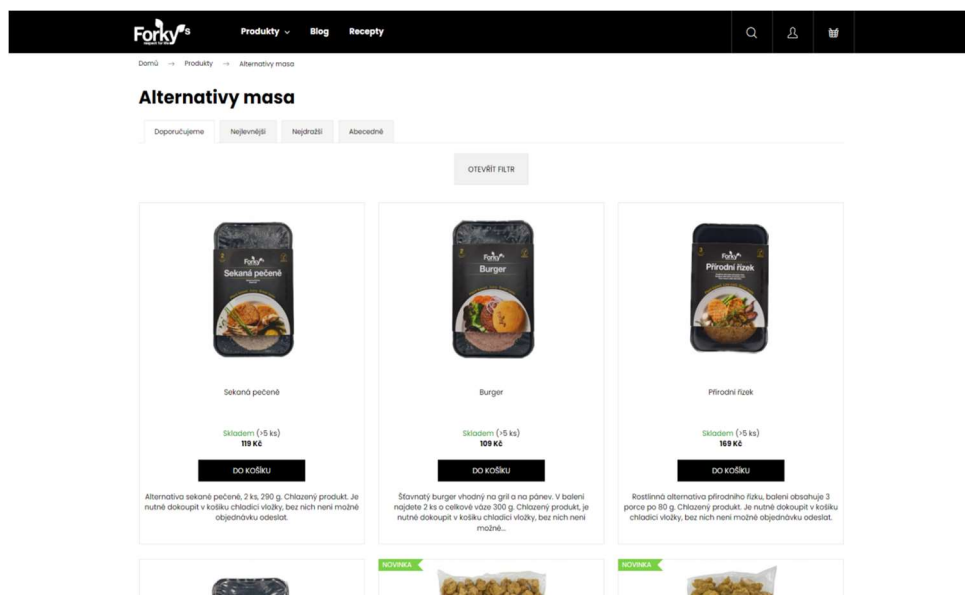 Forky's
respect for life
Produkty
Blog
Recepty
Domů → Produkty → Alternativy masa
Alternativy masa
Doporučujeme
Nejlevnější
Nejdražší
Abecedně
OTEVŘÍT FILTR
Forky's
Sekaná pečeně
Forky's
Burger
Forky's
Přírodní řízek
Sekaná pečeně
Burger
Přírodní řízek
Skladem (>5 ks)
119 Kč
Skladem (>5 ks)
109 Kč
Skladem (>5 ks)
169 Kč
DO KOŠÍKU
DO KOŠÍKU
DO KOŠÍKU
Alternativa sekané pečeně, 2 ks, 290 g. Chlazený produkt. Je
nutné dokoupit v košíku chladící vložky, bez nich není možné
objednávku odeslat.
Šťavnatý burger vhodný na gril a na pánev. V balení
najdete 2 ks o celkové váze 300 g. Chlazený produkt, je
nutné dokoupit v košíku chladící vložky, bez nich není
možné...
Rostlinná alternativa přírodního řízku, balení obsahuje 3
porce po 80 g. Chlazený produkt. Je nutné dokoupit v košíku
chladící vložky, bez nich není možné objednávku odeslat.
NOVINKA
NOVINKA